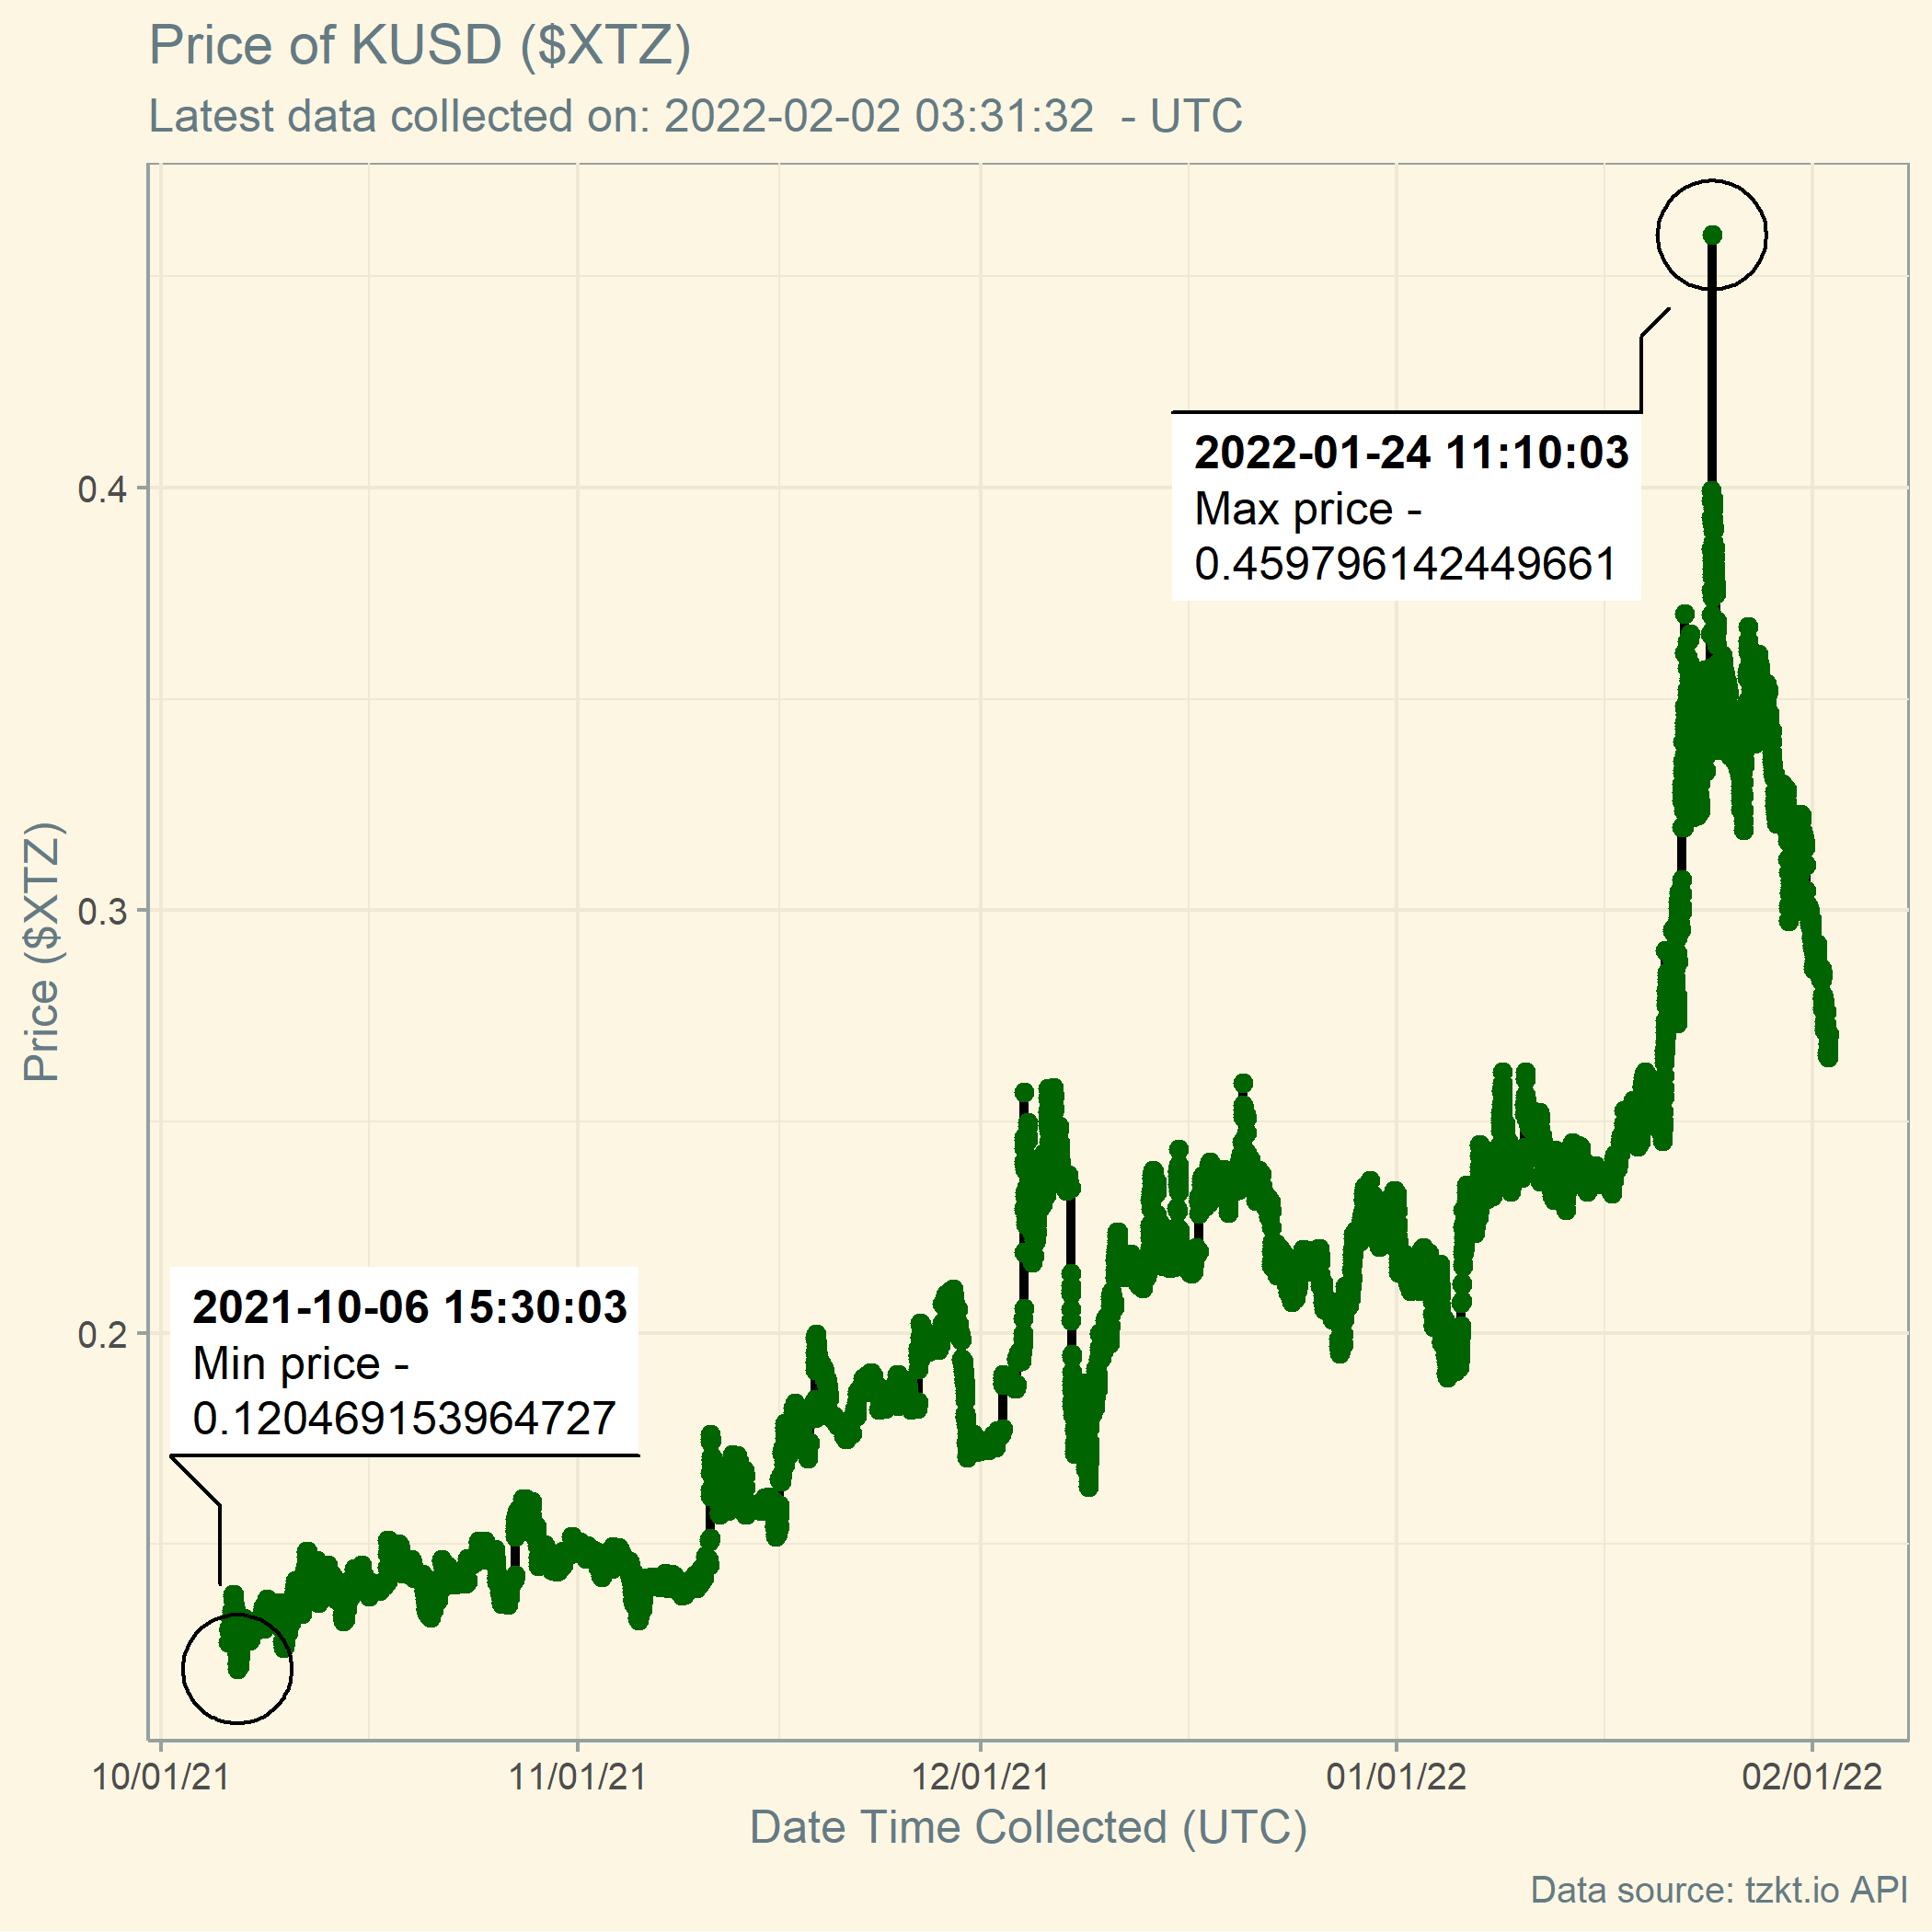 Price of KUSD ($XTZ)
Latest data collected on: 2022-02-02 03:31:32  - UTC
Price ($XTZ)
0.4
0.3
0.2
2022-01-24 11:10:03
Max price -
0.459796142449661
2021-10-06 15:30:03
Min price -
0.120469153964727
10/01/21
11/01/21
12/01/21
01/01/22
02/01/22
Date Time Collected (UTC)
Data source: tzkt.io API